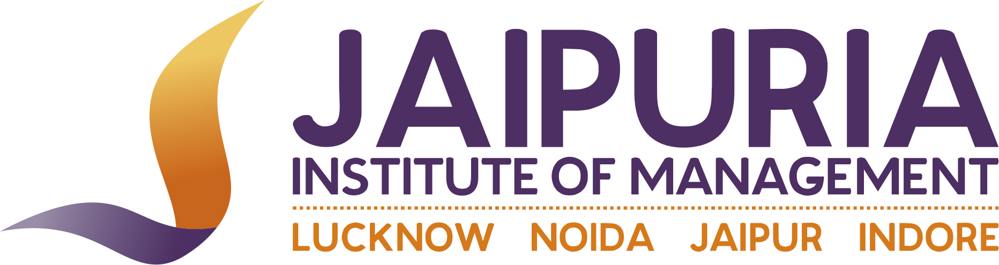 JAIPURIA
INSTITUTE OF MANAGEMENT
LUCKNOW NOIDA JAIPUR INDORE